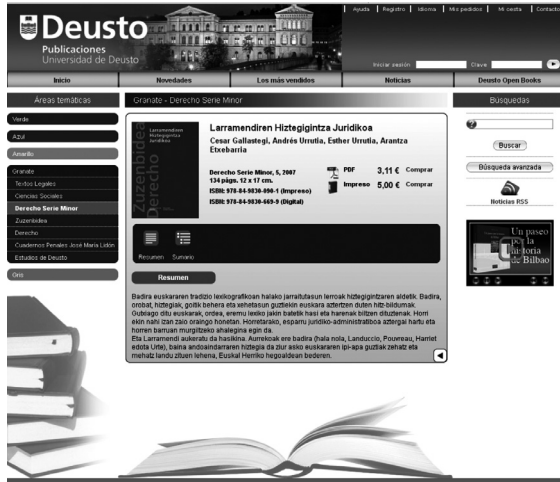 Deusto
Publicaciones
Universidad de Deusto
Ayuda | Registro | Idioma | Mis pedidos | Mi cesta | Contacto
Iniciar sesión
Clave
Inicio
Novedades
Los más vendidos
Noticias
Deusto Open Books
Áreas temáticas
Verde
Azul
Amarillo
Granate
Textos Legales
Ciencias Sociales
Derecho Serie Minor
Zuzenbidea
Derecho
Cuadernos Penales José María Lidón
Estudios de Deusto
Gris
Granate - Derecho Serie Minor
Larramendiren
Hiztegigintza
Juridikoa
Zuzenbidea
Derecho
Larramendiren Hiztegigintza Juridikoa
Cesar Gallastegi, Andrés Urrutia, Esther Urrutia, Arantza
Etxebarria
Derecho Serie Minor, 5, 2007
134 págs. 12 x 17 cm.
ISBN: 978-84-9830-090-1 (Impreso)
ISBN: 978-84-9830-669-9 (Digital)
PDF 3,11 € Comprar
Impreso 5,00 € Comprar
Resumen Sumario
Resumen
Badira euskararen tradizio lexikografikoan halako jarraitutasun lerroak hiztegigintzaren aldetik. Badira,
orobat, hiztegiak, goitik behera eta xehetasun guztiekin euskara aztertzen duten hitz-bildumak.
Gutxiago ditu euskarak, ordea, eremu lexiko jakin batetik hasi eta harenak biltzen dituztenak. Horri
ekin nahi izan zaio oraingo honetan. Horretarako, esparru juridiko-administratiboa aztergai hartu eta
horren barruan murgiltzeko ahalegina egin da.
Eta Larramendi aukeratu da hasikina. Aurrekoak ere badira (hala nola, Landuccio, Pouvreau, Harriet
edota Urte), baina andoaindarraren hiztegia da ziur asko euskararen ipi-apa guztiak zehatz eta
mehatz landu zituen lehena, Euskal Herriko hegoaldean bederen.
Búsquedas
Buscar
Búsqueda avanzada
Noticias RSS
Un paseo
por la
historia
de Bilbao